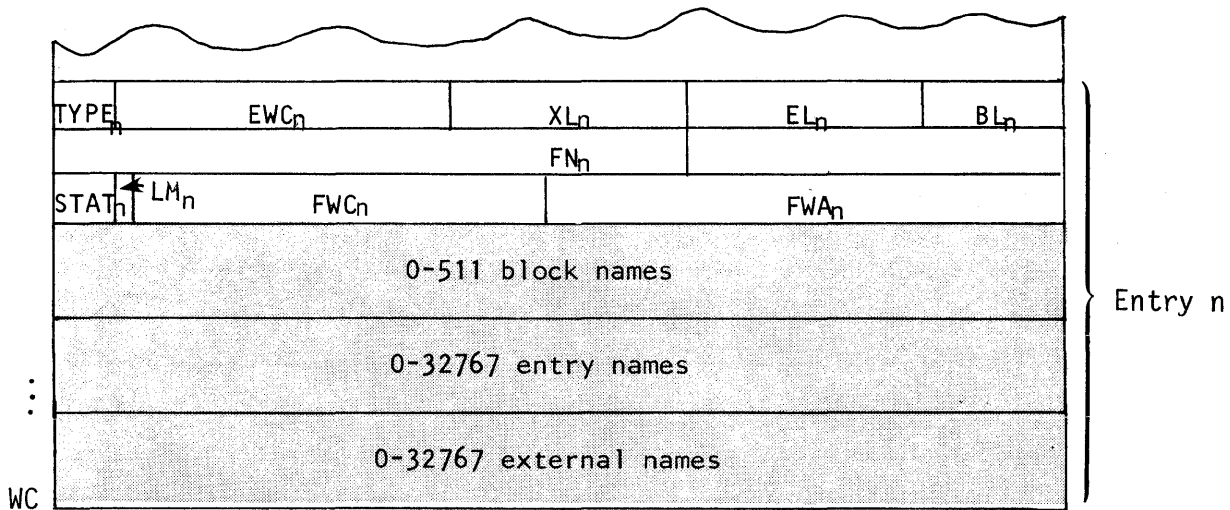 TYPEn EWCn XLn ELn BLn
FNn
STATn LMn FWCn FWAn
0-511 block names
Entry n
0-32767 entry names
:
0-32767 external names
WC